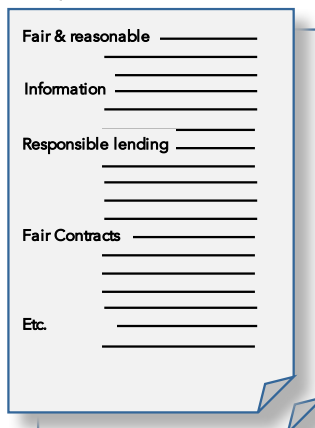 Fair & reasonable
Information
Responsible lending
Fair Contracts
Etc.